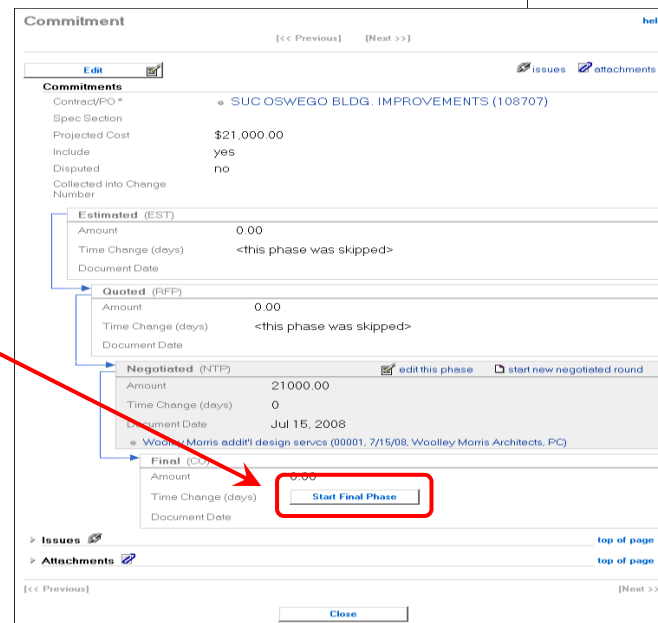 Commitment hel
[<< Previous] [Next >>]
Edit issues attachments
Commitments
Contract/PO * SUC OSWEGO BLDG. IMPROVEMENTS (108707)
Spec Section
Projected Cost $21,000.00
Include yes
Disputed no
Collected into Change
Number
Estimated (EST)
Amount 0.00
Time Change (days) <this phase was skipped>
Document Date
Quoted (RFP)
Amount 0.00
Time Change (days) <this phase was skipped>
Document Date
Negotiated (NTP) edit this phase start new negotiated round
Amount 21000.00
Time Change (days) 0
Document Date Jul 15, 2008
Woolley Morris addit'l design servcs (00001, 7/15/08, Woolley Morris Architects, PC)
Final (CO)
Amount 0.00
Time Change (days) Start Final Phase
Document Date
Issues top of page
Attachments top of page
[<< Previous] [Next >>
Close